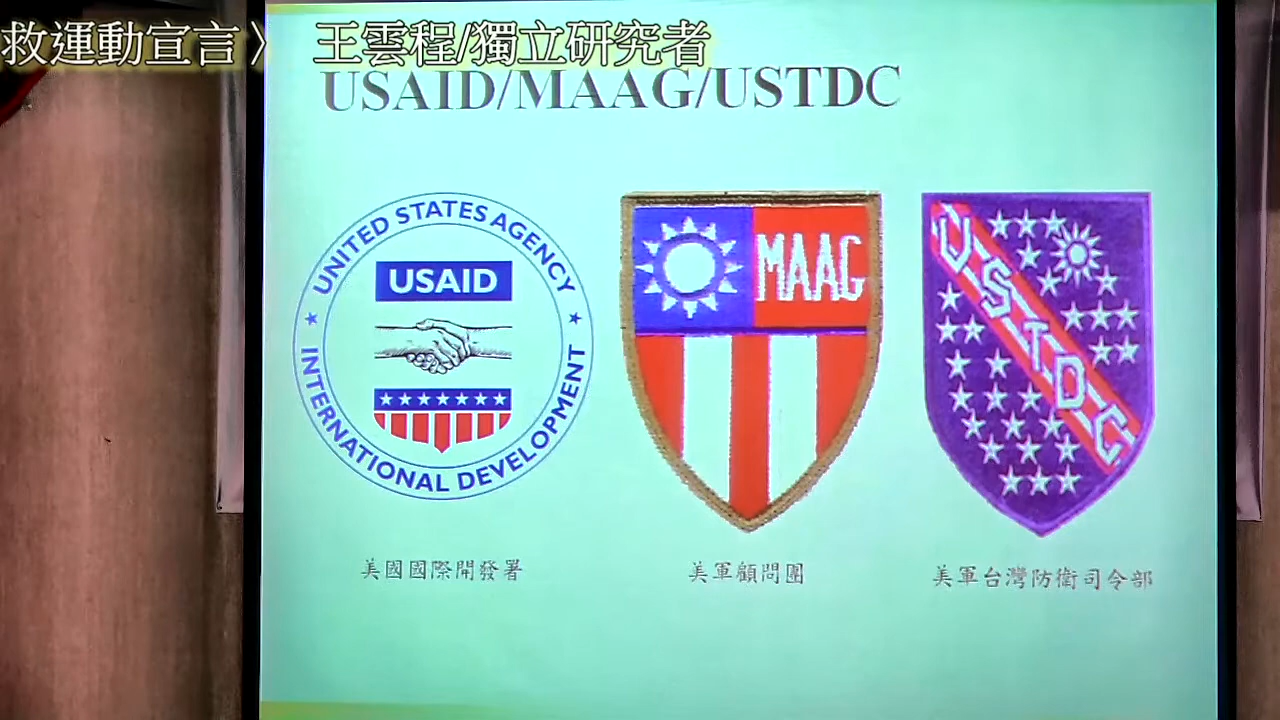 救運動宣言〉 王雲程/獨立研究者
USAID/MAAG/USTDC
UNITED STATES AGENCY
USAID
INTERNATIONAL DEVELOPMENT
MAAG
USTDC
美國國際開發署
美軍顧問團
美軍台灣防衛司令部